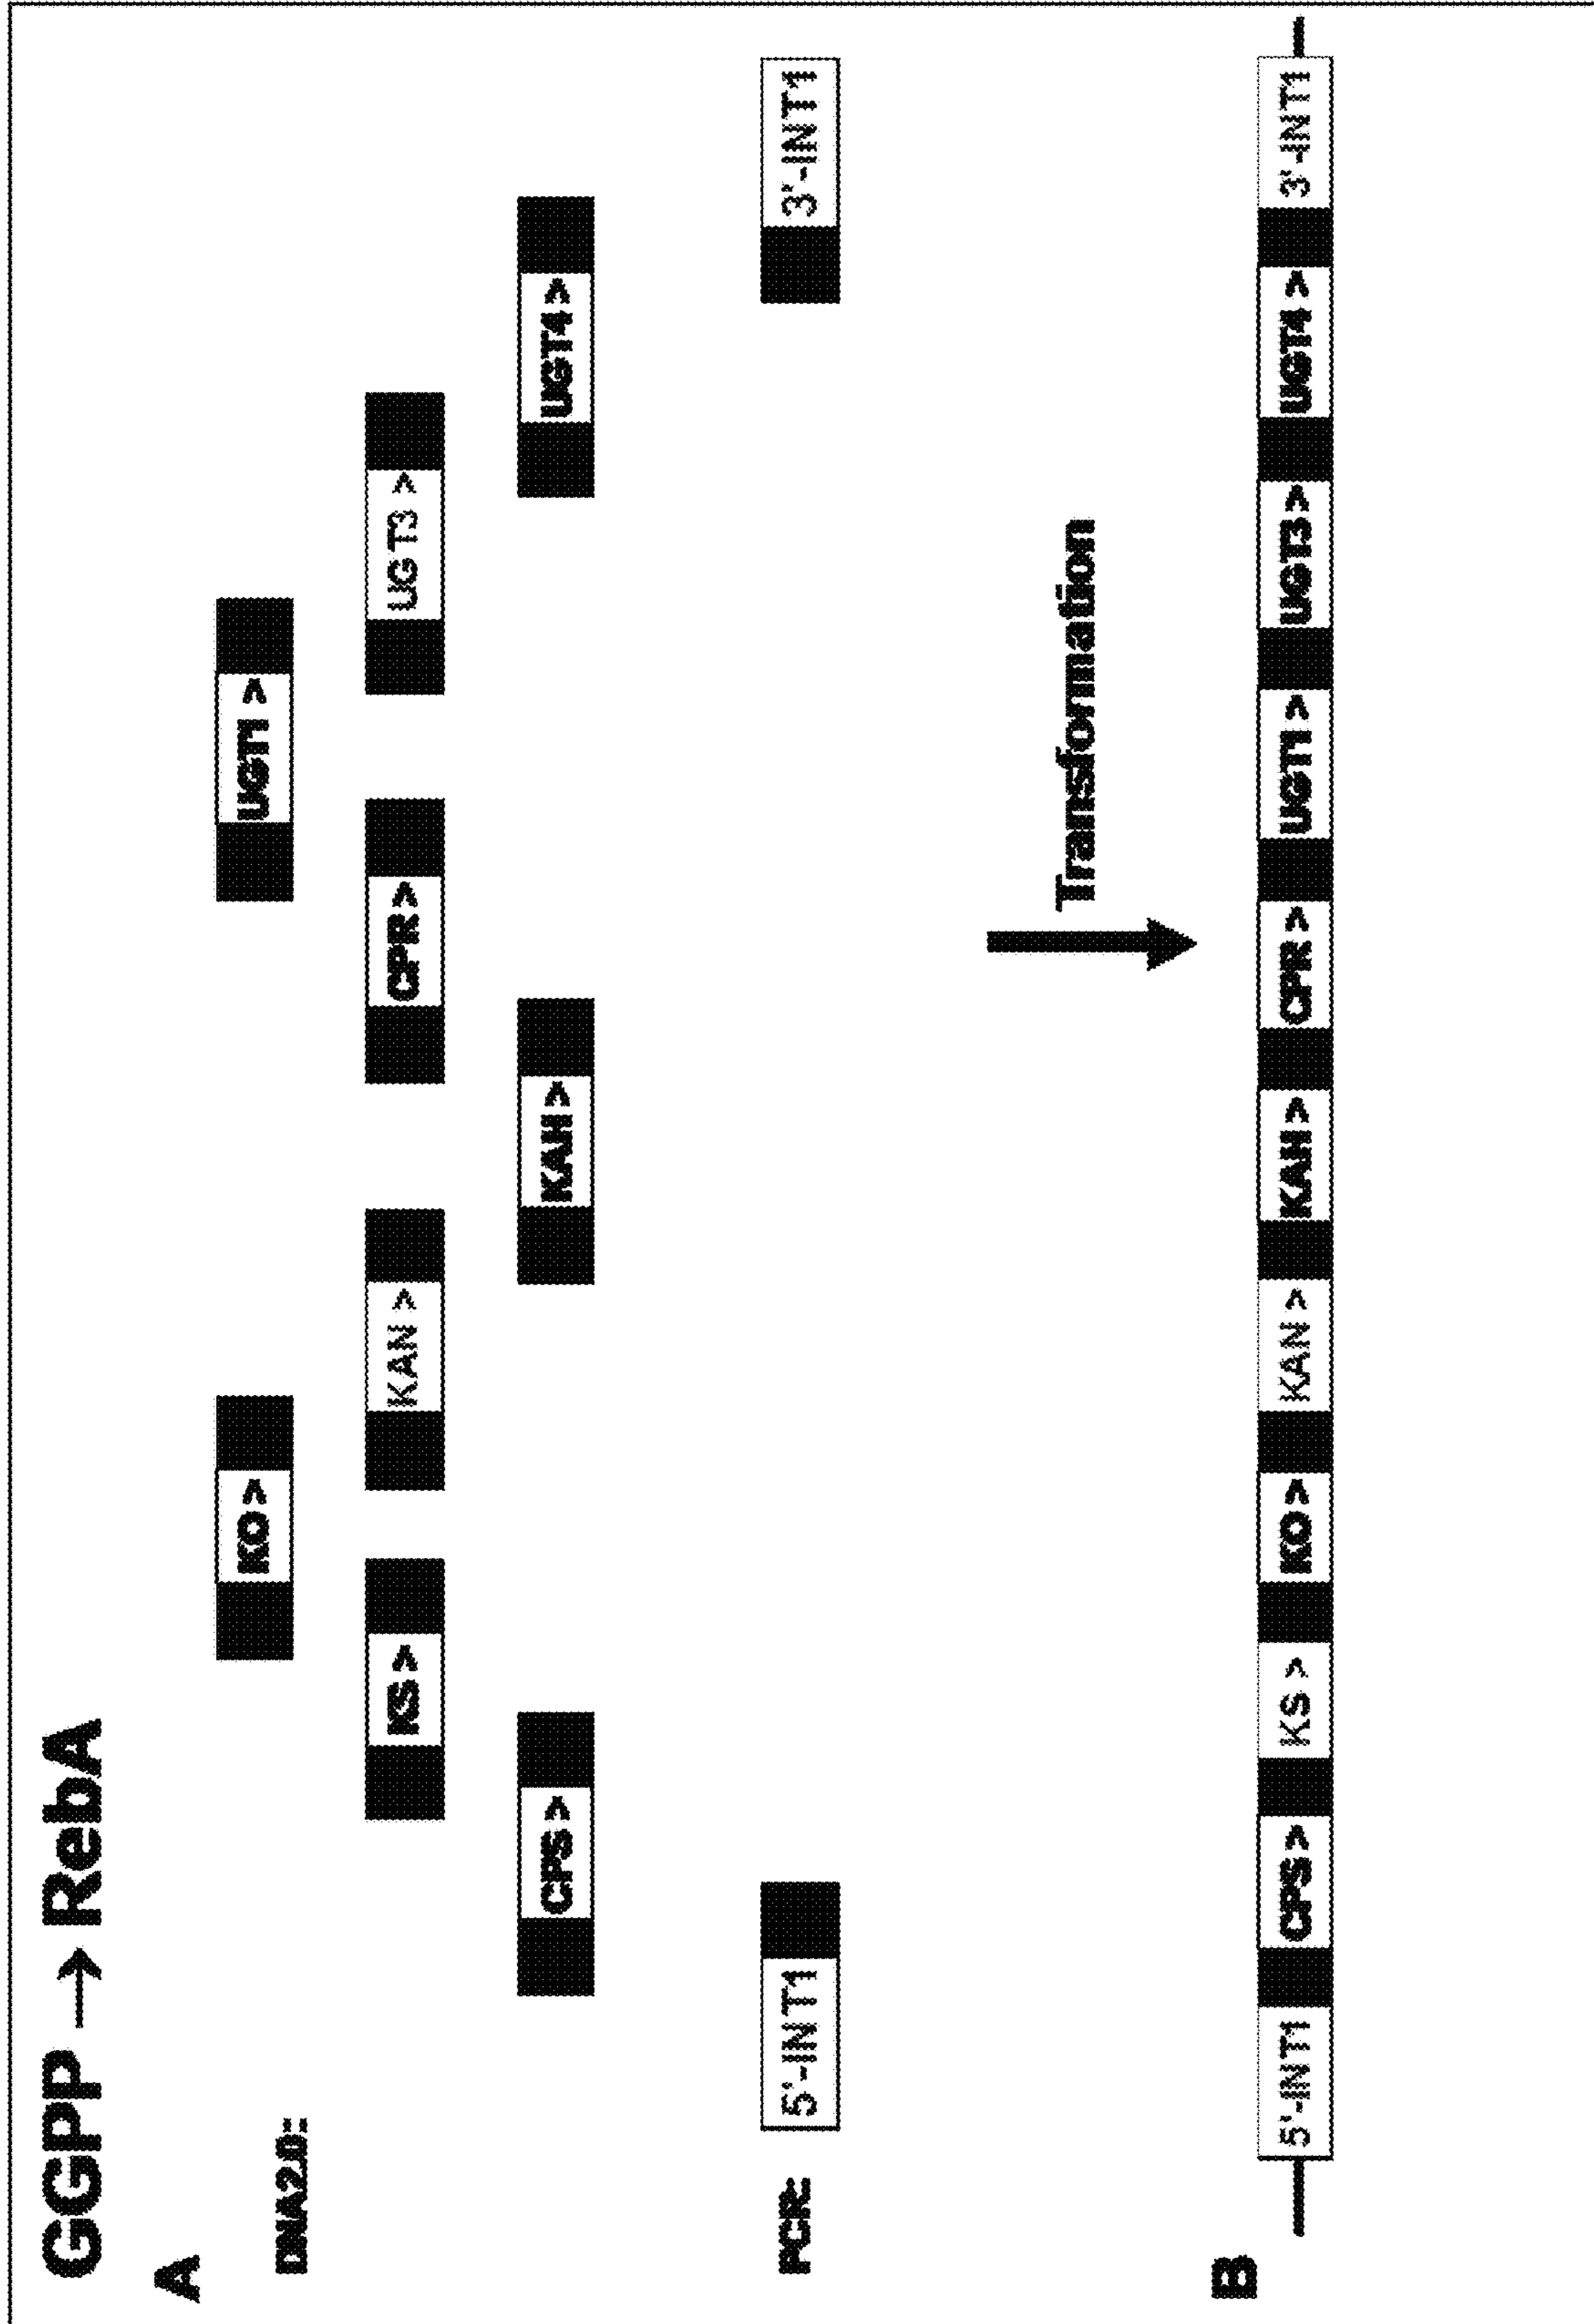 GGPP → RebA
A
DNA2.0:
KO > UGT1 >
KS > KAN > CPR > UGT3 >
CPS > KAH > UGT4 >
PCR: 5'-INT1 3'-INT1
Transformation
B
5'-INT1 CPS > KS > KO > KAN > KAH > CPR > UGT1 > UGT3 > UGT4 > 3'-INT1